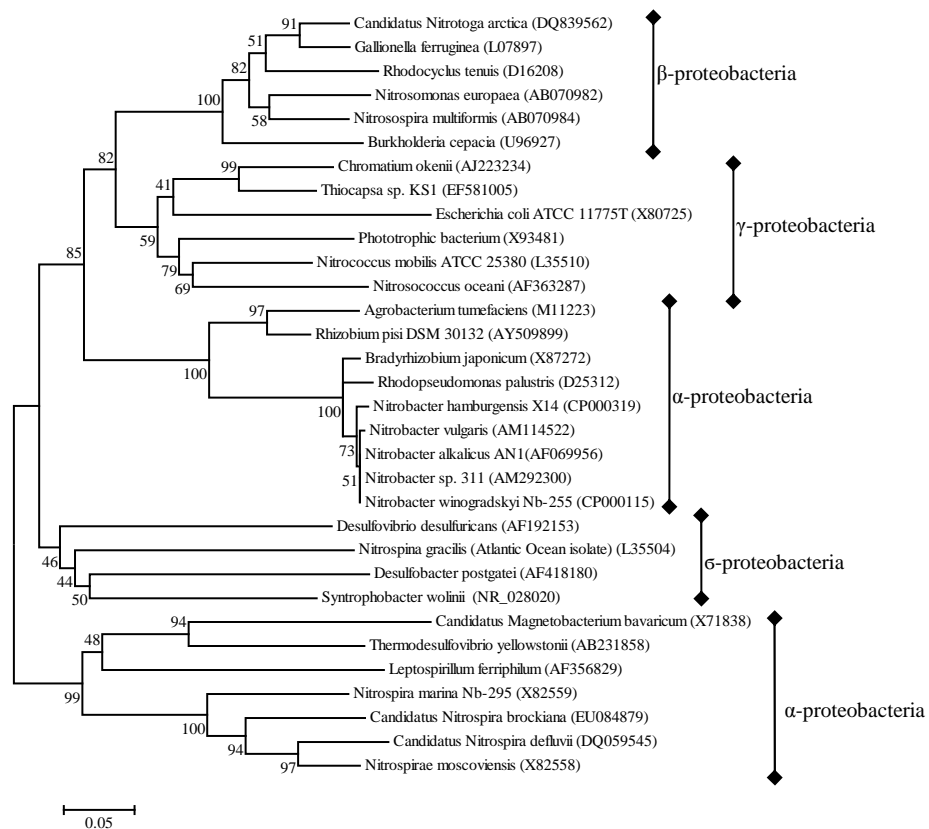 91
Candidatus Nitrotoga arctica (DQ839562)
51
Gallionella ferruginea (L07897)
82
Rhodocyclus tenuis (D16208)
β-proteobacteria
100
Nitrosomonas europaea (AB070982)
58
Nitrosospira multiformis (AB070984)
Burkholderia cepacia (U96927)
82
99
Chromatium okenii (AJ223234)
41
Thiocapsa sp. KS1 (EF581005)
Escherichia coli ATCC 11775T (X80725)
γ-proteobacteria
59
Phototrophic bacterium (X93481)
85
79
Nitrococcus mobilis ATCC 25380 (L35510)
69
Nitrosococcus oceani (AF363287)
97
Agrobacterium tumefaciens (M11223)
Rhizobium pisi DSM 30132 (AY509899)
100
Bradyrhizobium japonicum (X87272)
Rhodopseudomonas palustris (D25312)
α-proteobacteria
100
Nitrobacter hamburgensis X14 (CP000319)
Nitrobacter vulgaris (AM114522)
73
Nitrobacter alkalicus AN1(AF069956)
51
Nitrobacter sp. 311 (AM292300)
Nitrobacter winogradskyi Nb-255 (CP000115)
Desulfovibrio desulfuricans (AF192153)
46
Nitrospina gracilis (Atlantic Ocean isolate) (L35504)
ϭ-proteobacteria
44
Desulfobacter postgatei (AF418180)
50
Syntrophobacter wolinii (NR_028020)
94
Candidatus Magnetobacterium bavaricum (X71838)
48
Thermodesulfovibrio yellowstonii (AB231858)
Leptospirillum ferriphilum (AF356829)
99
Nitrospira marina Nb-295 (X82559)
α-proteobacteria
100
Candidatus Nitrospira brockiana (EU084879)
94
Candidatus Nitrospira defluvii (DQ059545)
97
Nitrospirae moscoviensis (X82558)
0.05